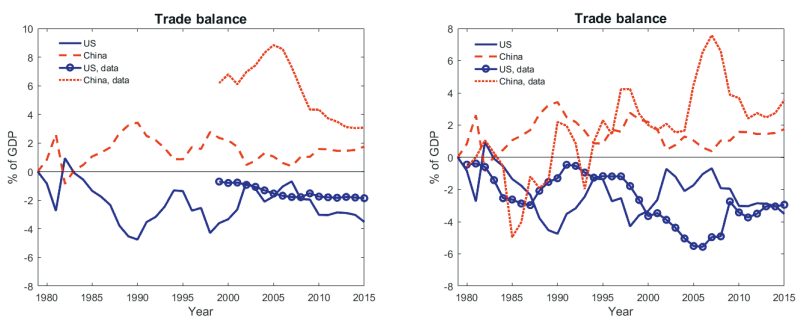 Trade balance
% of GDP
10
8
6
4
2
0
-2
-4
-6
-8
US
China
US, data
China, data
1980 1985 1990 1995 2000 2005 2010 2015
Year
Trade balance
% of GDP
8
6
4
2
0
-2
-4
-6
-8
US
China
US, data
China, data
1980 1985 1990 1995 2000 2005 2010 2015
Year